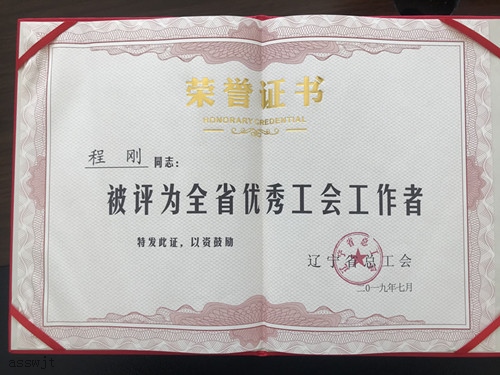 荣誉证书
HONORARY CREDENTIAL
程 刚 同志:
被评为全省优秀工会工作者
特发此证，以资鼓励
辽宁省总工会
二〇一九年七月
asswjt